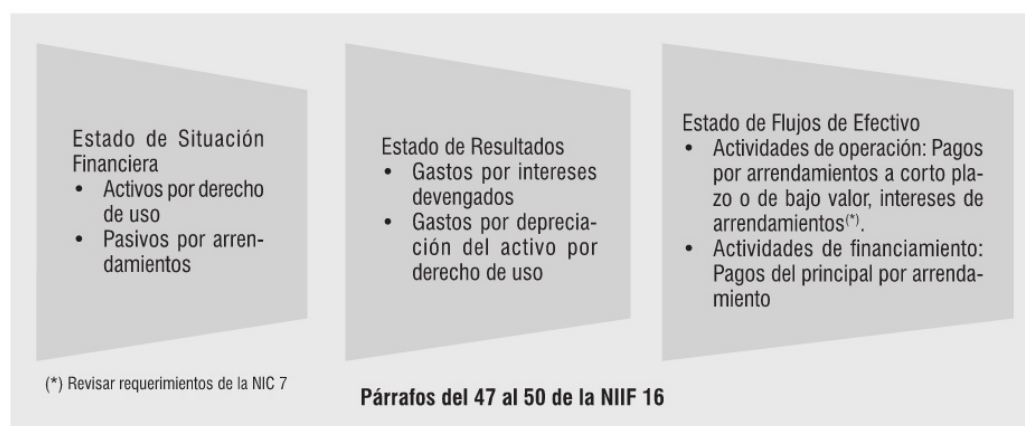 Estado de Situación
Financiera
• Activos por derecho
de uso
• Pasivos por arren-
damientos
Estado de Resultados
• Gastos por intereses
devengados
• Gastos por deprecia-
ción del activo por
derecho de uso
Estado de Flujos de Efectivo
• Actividades de operación: Pagos
por arrendamientos a corto pla-
zo o de bajo valor, intereses de
arrendamientos(*).
• Actividades de financiamiento:
Pagos del principal por arrenda-
miento
(*) Revisar requerimientos de la NIC 7
Párrafos del 47 al 50 de la NIIF 16